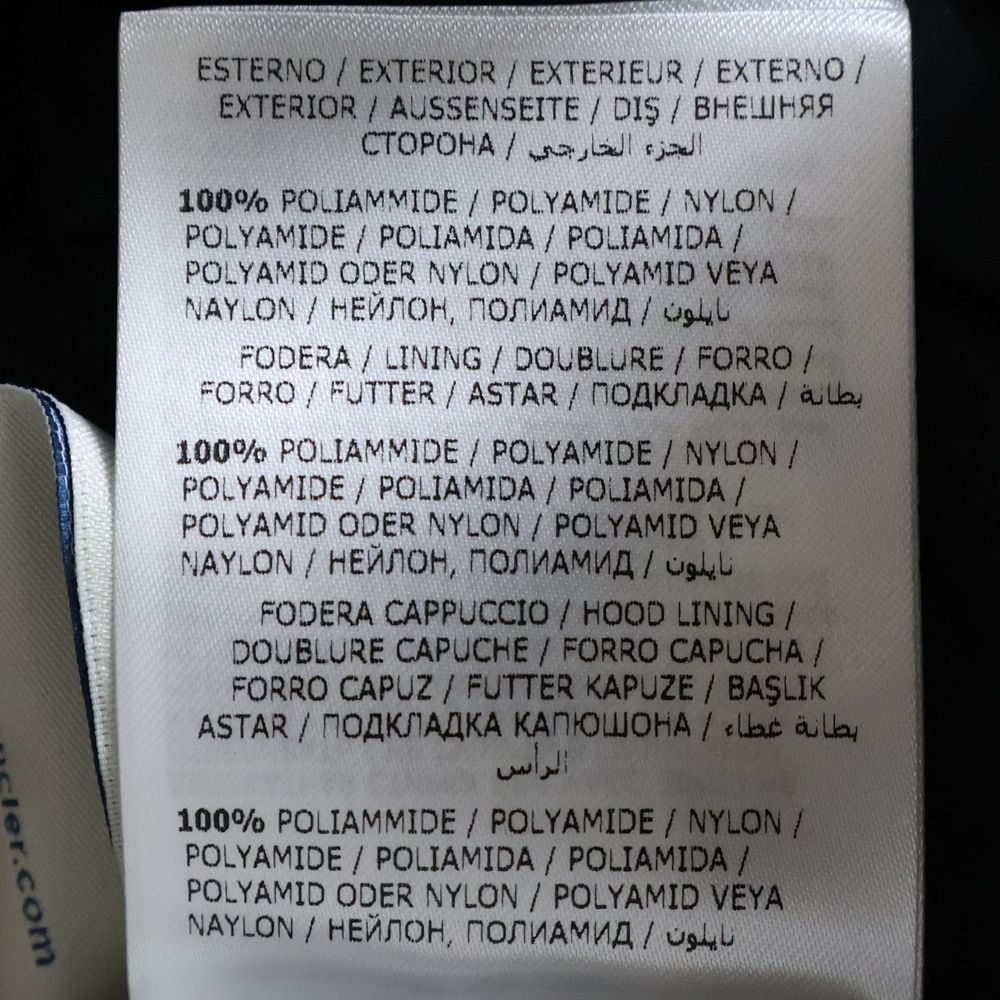 ESTERNO / EXTERIOR / EXTERIEUR / EXTERNO /
EXTERIOR / AUSSENSEITE / DIŞ / ВНЕШНЯЯ
СТОРОНА / الجزء الخارجي
100% POLIAMMIDE / POLYAMIDE / NYLON /
POLYAMIDE / POLIAMIDA / POLIAMIDA /
POLYAMID ODER NYLON / POLYAMID VEYA
NAYLON / НЕЙЛОН, ПОЛИАМИД / نايلون
FODERA / LINING / DOUBLURE / FORRO /
FORRO / FUTTER / ASTAR / ПОДКЛАДКА / بطانة
100% POLIAMMIDE / POLYAMIDE / NYLON /
POLYAMIDE / POLIAMIDA / POLIAMIDA /
POLYAMID ODER NYLON / POLYAMID VEYA
NAYLON / НЕЙЛОН, ПОЛИАМИД / نايلون
FODERA CAPPUCCIO / HOOD LINING /
DOUBLURE CAPUCHE / FORRO CAPUCHA /
FORRO CAPUZ / FUTTER KAPUZE / BAŞLIK
ASTAR / ПОДКЛАДКА КАПЮШОНА / بطانة غطاء
الرأس
100% POLIAMMIDE / POLYAMIDE / NYLON /
POLYAMIDE / POLIAMIDA / POLIAMIDA /
POLYAMID ODER NYLON / POLYAMID VEYA
NAYLON / НЕЙЛОН, ПОЛИАМИД / نايلون
cler.com